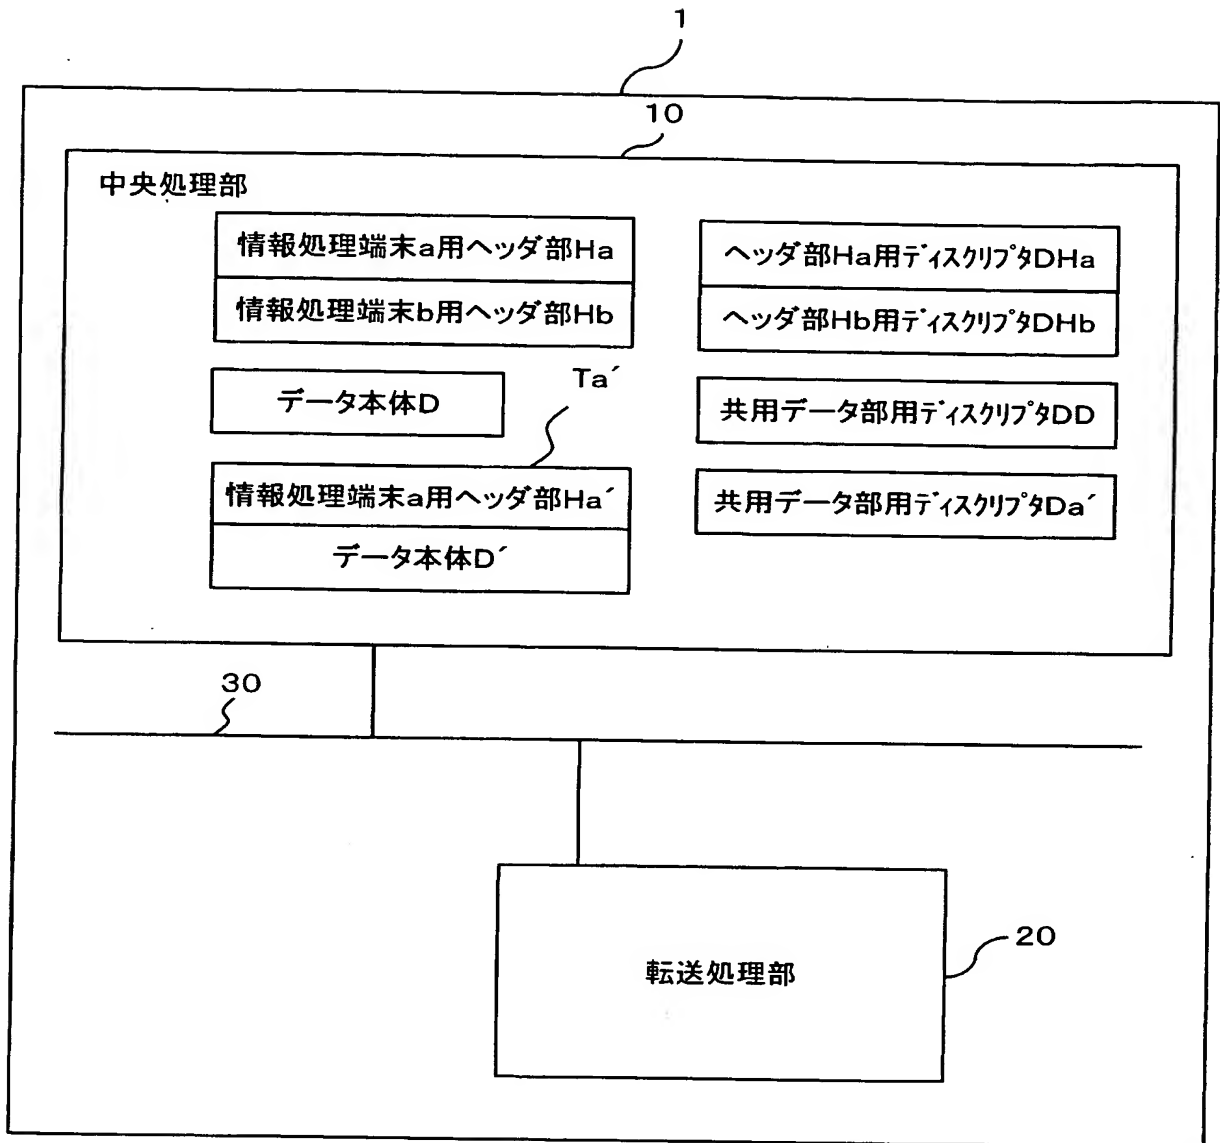 1
10
中央処理部
情報処理端末a用ヘッダ部Ha
情報処理端末b用ヘッダ部Hb
データ本体D
Ta´
情報処理端末a用ヘッダ部Ha´
データ本体D´
ヘッダ部Ha用ディスクリプタDHa
ヘッダ部Hb用ディスクリプタDHb
共用データ部用ディスクリプタDD
共用データ部用ディスクリプタDa´
30
転送処理部
20